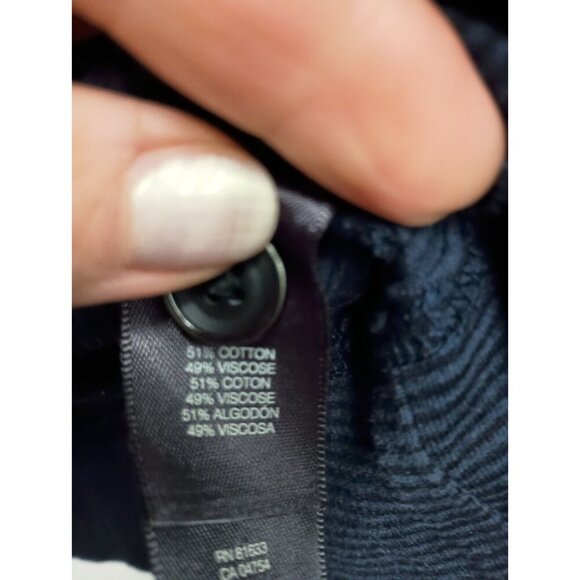 51% COTTON
49% VISCOSE
51% COTON
49% VISCOSE
51% ALGODÓN
49% VISCOSA
RN 81633
CA 04754